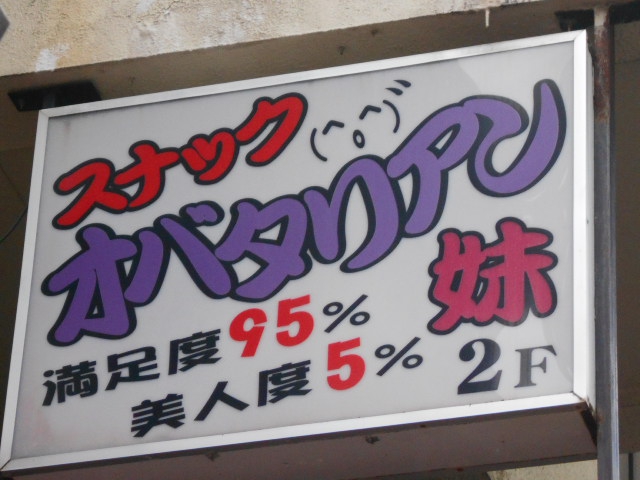 スナック
オバタリアン
妹
満足度95%
美人度5%
2F